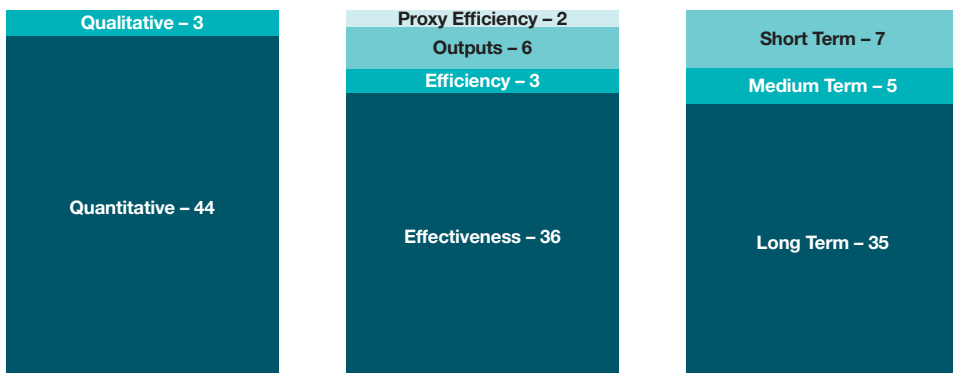 Qualitative – 3
Quantitative – 44
Proxy Efficiency – 2
Outputs – 6
Efficiency – 3
Effectiveness – 36
Short Term – 7
Medium Term – 5
Long Term – 35